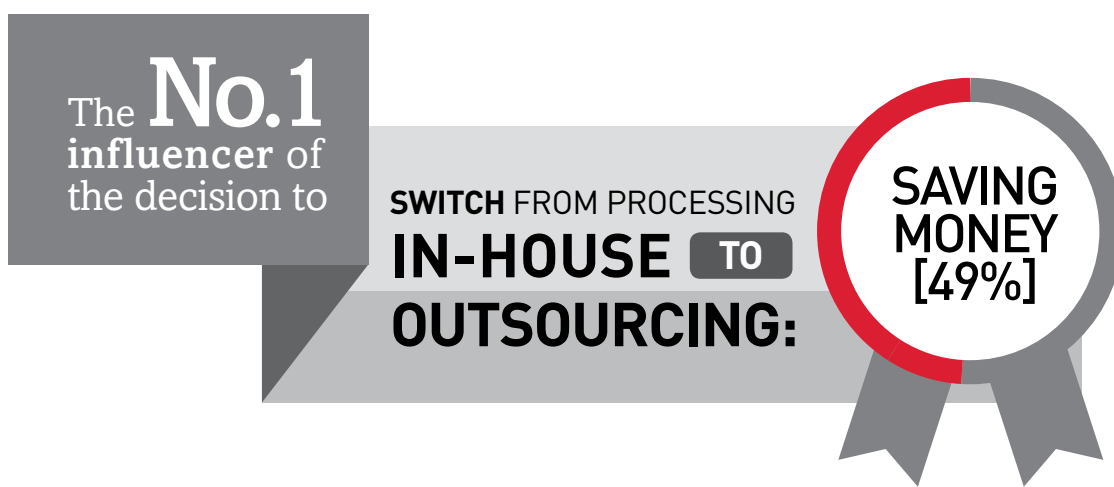 The No.1
influencer of
the decision to
SWITCH FROM PROCESSING
IN-HOUSE TO
OUTSOURCING:
SAVING
MONEY
[49%]